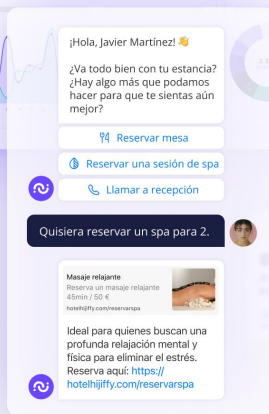 ¡Hola, Javier Martínez! 👋
¿Va todo bien con tu estancia?
¿Hay algo más que podamos
hacer para que te sientas aún
mejor?
Reservar mesa
Reservar una sesión de spa
Llamar a recepción
Quisiera reservar un spa para 2.
Masaje relajante
Reserva un masaje relajante
45min / 50 €
hotelhijiffy.com/reservarspa
Ideal para quienes buscan una
profunda relajación mental y
física para eliminar el estrés.
Reserva aquí: https://
hotelhijiffy.com/reservarspa